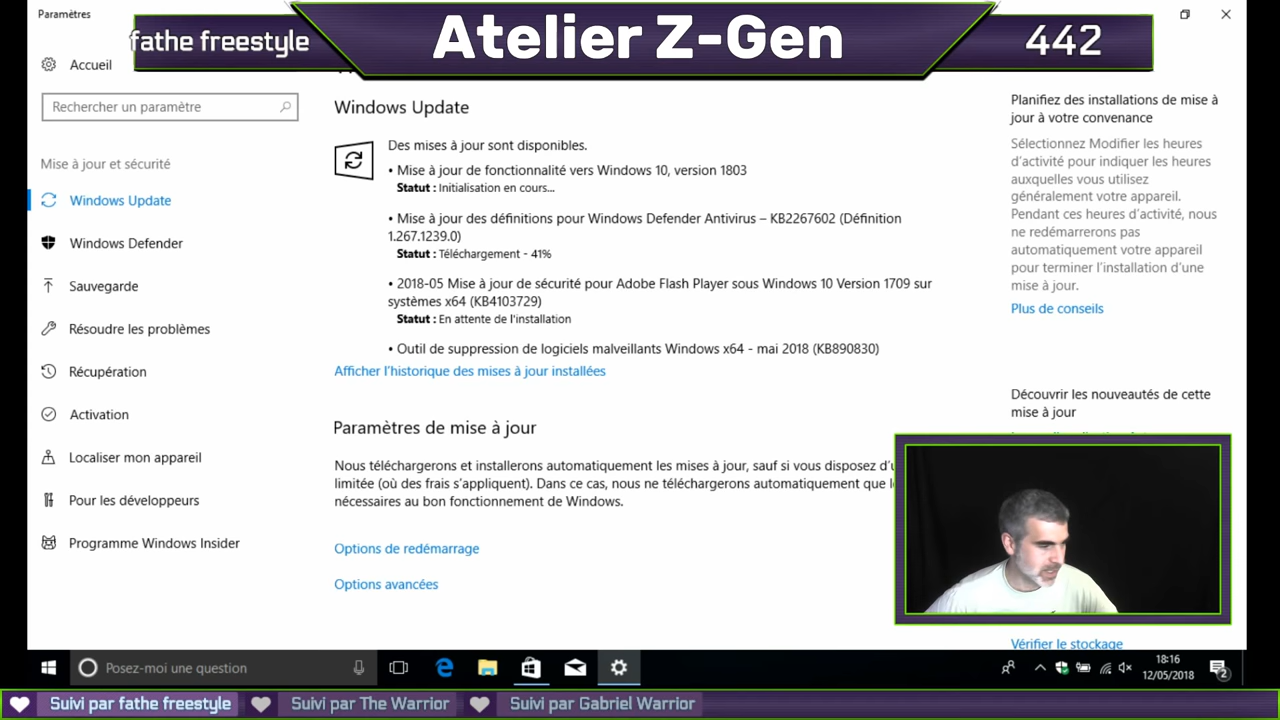 Paramètres
fathe freestyle
Atelier Z-Gen
442
Accueil
Rechercher un paramètre
Mise à jour et sécurité
Windows Update
Windows Defender
Sauvegarde
Résoudre les problèmes
Récupération
Activation
Localiser mon appareil
Pour les développeurs
Programme Windows Insider
Windows Update
Des mises à jour sont disponibles.
• Mise à jour de fonctionnalité vers Windows 10, version 1803
Statut : Initialisation en cours...
• Mise à jour des définitions pour Windows Defender Antivirus – KB2267602 (Définition
1.267.1239.0)
Statut : Téléchargement - 41%
• 2018-05 Mise à jour de sécurité pour Adobe Flash Player sous Windows 10 Version 1709 sur
systèmes x64 (KB4103729)
Statut : En attente de l'installation
• Outil de suppression de logiciels malveillants Windows x64 - mai 2018 (KB890830)
Afficher l'historique des mises à jour installées
Paramètres de mise à jour
Nous téléchargerons et installerons automatiquement les mises à jour, sauf si vous disposez
limitée (où des frais s'appliquent). Dans ce cas, nous ne téléchargerons automatiquement que
nécessaires au bon fonctionnement de Windows.
Options de redémarrage
Options avancées
Planifiez des installations de mise à
jour à votre convenance
Sélectionnez Modifier les heures
d'activité pour indiquer les heures
auxquelles vous utilisez
généralement votre appareil.
Pendant ces heures d'activité, nous
ne redémarrerons pas
automatiquement votre appareil
pour terminer l'installation d'une
mise à jour.
Plus de conseils
Découvrir les nouveautés de cette
mise à jour
Vérifier le stockage
Posez-moi une question
18:16
12/05/2018
2
Suivi par fathe freestyle
Suivi par The Warrior
Suivi par Gabriel Warrior